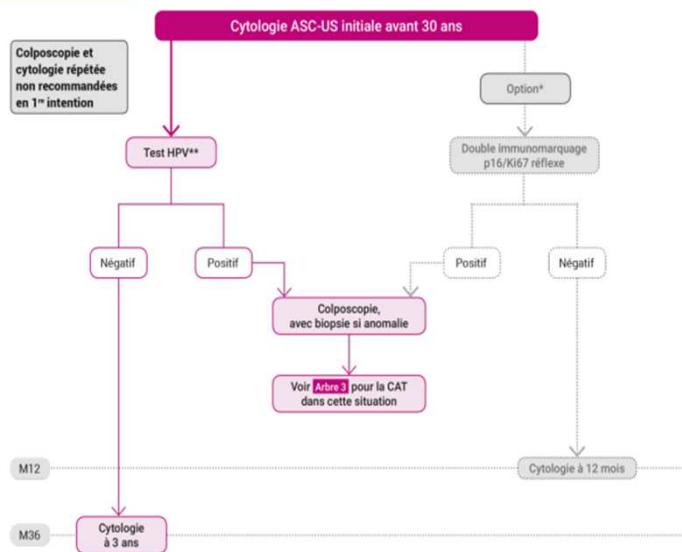 Cytologie ASC-US initiale avant 30 ans
Colposcopie et
cytologie répétée
non recommandées
en 1re intention
Option*
Test HPV**
Double immunomarquage
p16/Ki67 réflexe
Négatif
Positif
Positif
Négatif
Colposcopie,
avec biopsie si anomalie
Voir Arbre 3 pour la CAT
dans cette situation
M12
Cytologie à 12 mois
M36
Cytologie
à 3 ans